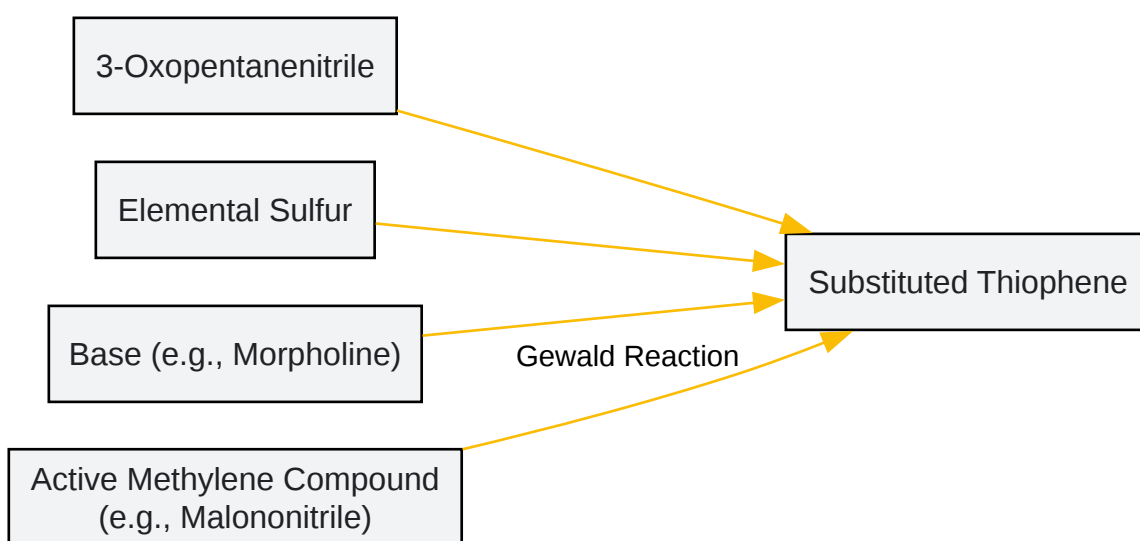 3-Oxopentanenitrile
Elemental Sulfur
Substituted Thiophene
Base (e.g., Morpholine)
Gewald Reaction
Active Methylene Compound
(e.g., Malononitrile)